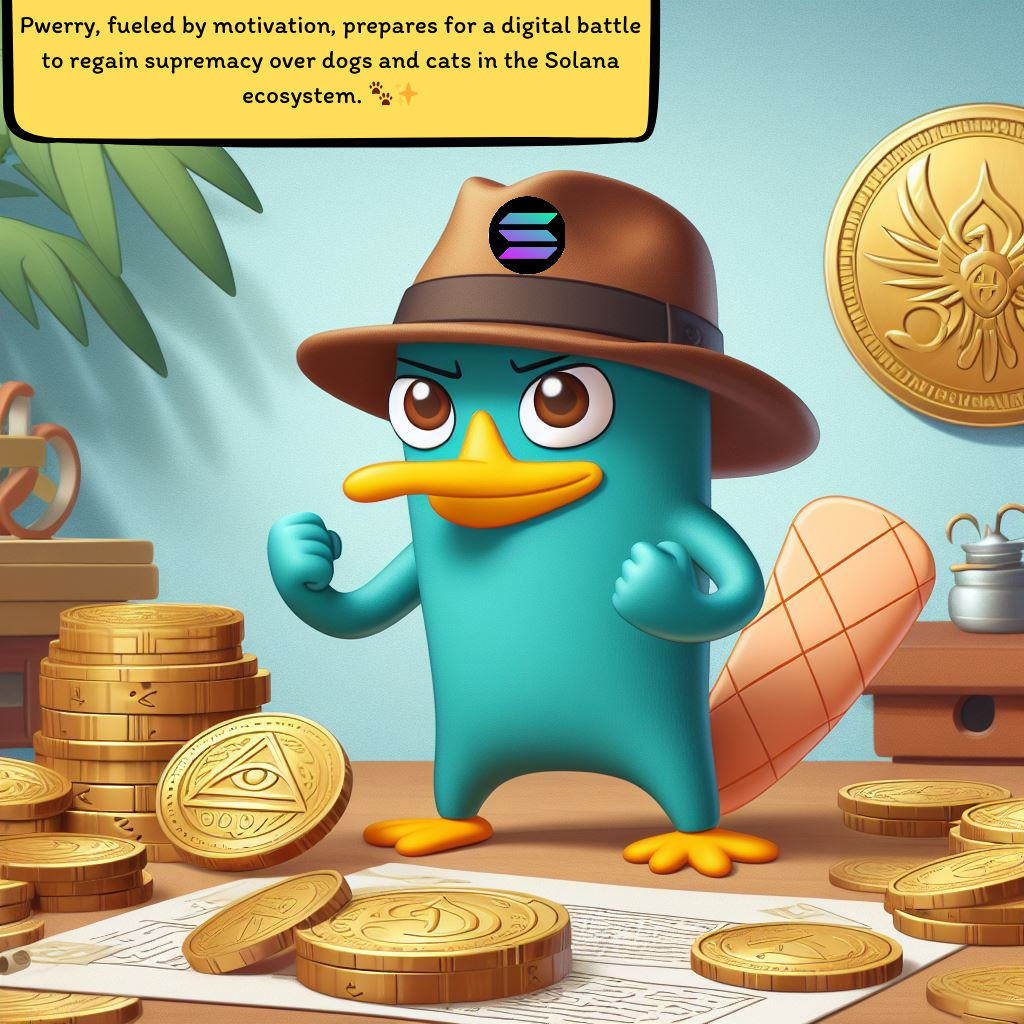 Pwerry, fueled by motivation, prepares for a digital battle
to regain supremacy over dogs and cats in the Solana
ecosystem. 🐾✨